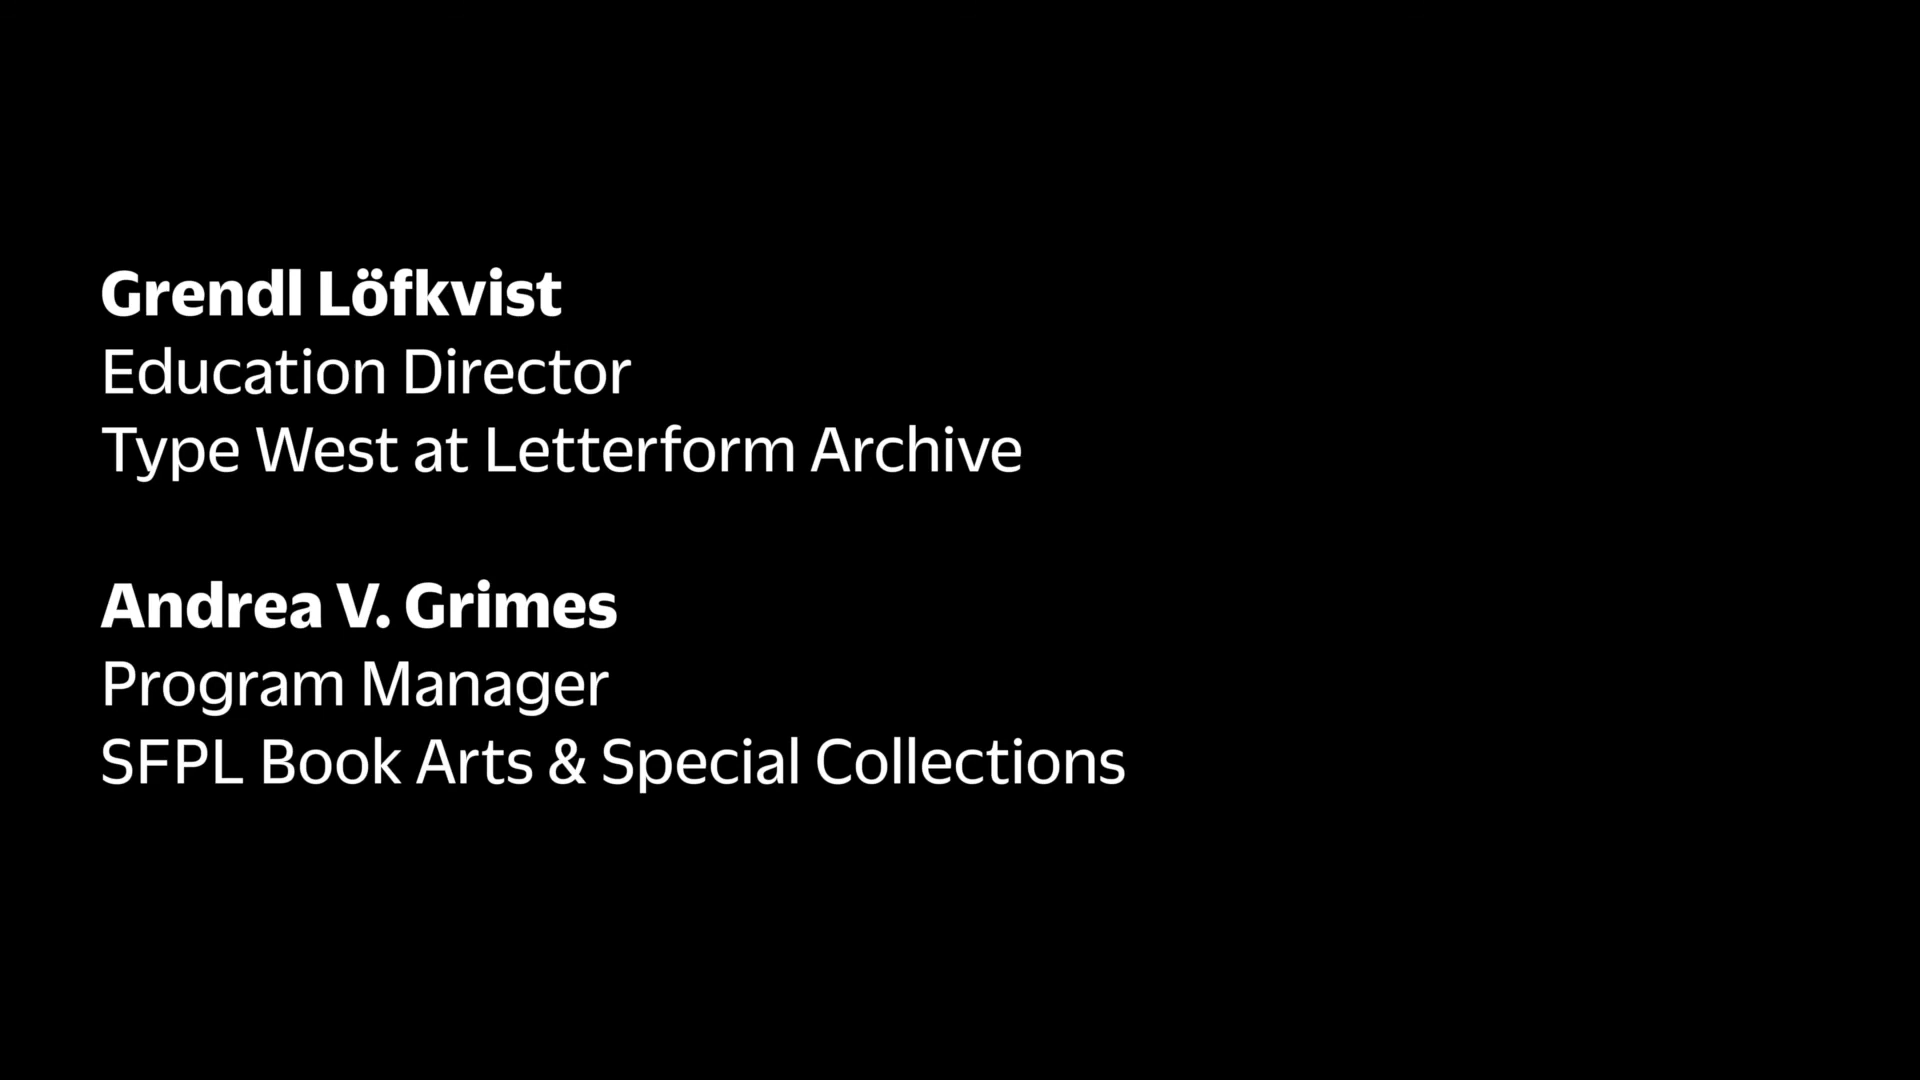 Grendl Löfkvist
Education Director
Type West at Letterform Archive
Andrea V. Grimes
Program Manager
SFPL Book Arts & Special Collections